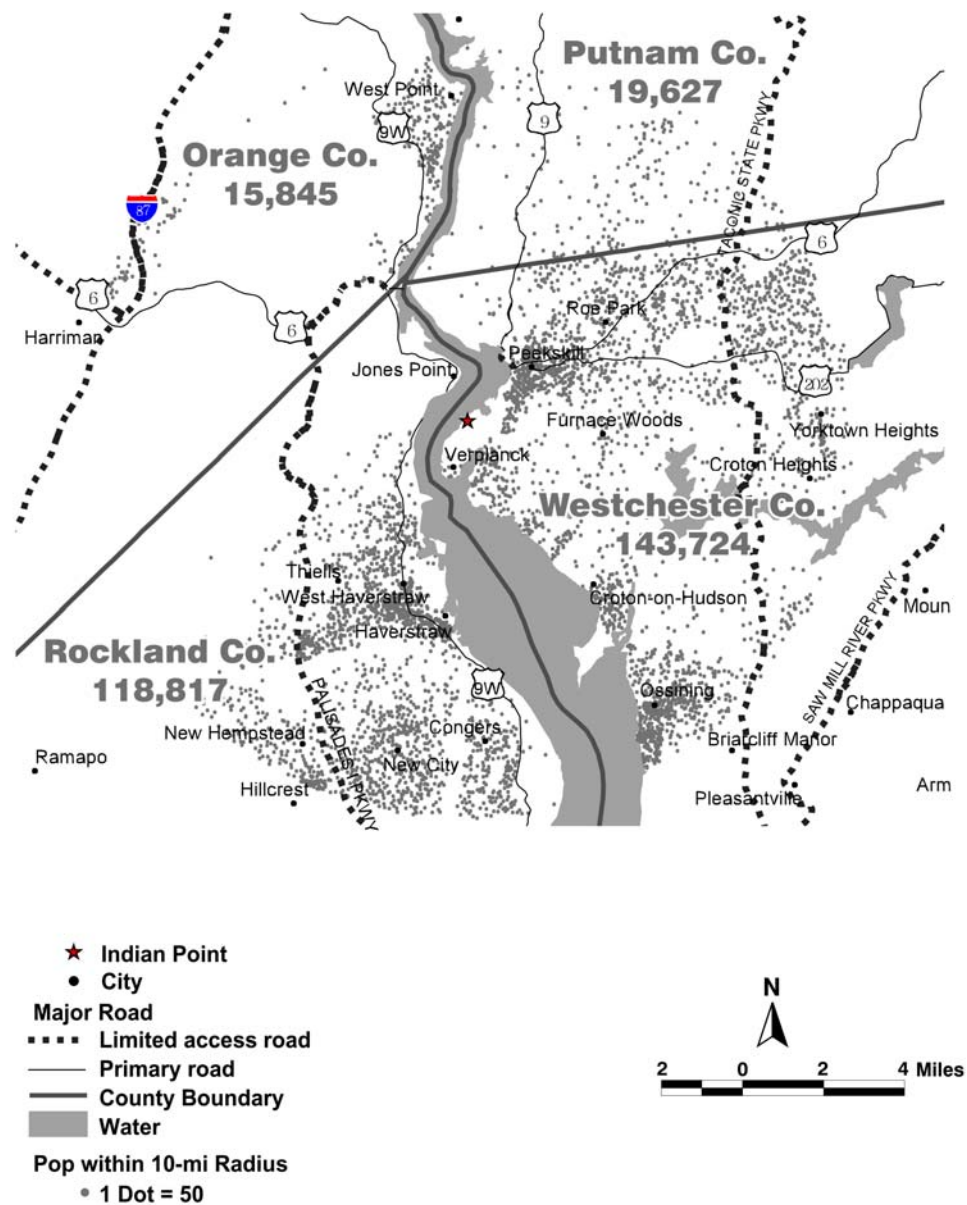 Putnam Co.
19,627
West Point
9W
9
Orange Co.
15,845
TACONIC STATE PKWY
87
6
6
Harriman
6
Roe Park
Peekskill
Jones Point
202
Furnace Woods
Yorktown Heights
Verplanck
Croton Heights
Westchester Co.
143,724
Thiells
West Haverstraw
Croton-on-Hudson
Moun
Haverstraw
SAW MILL RIVER PKWY
Rockland Co.
118,817
PALISADES I PKWY
9W
Ossining
Chappaqua
New Hempstead
Congers
Briarcliff Manor
Ramapo
New City
Hillcrest
Pleasantville
Arm
Indian Point
City
Major Road
Limited access road
Primary road
County Boundary
Water
Pop within 10-mi Radius
1 Dot = 50
N
2 0 2 4 Miles